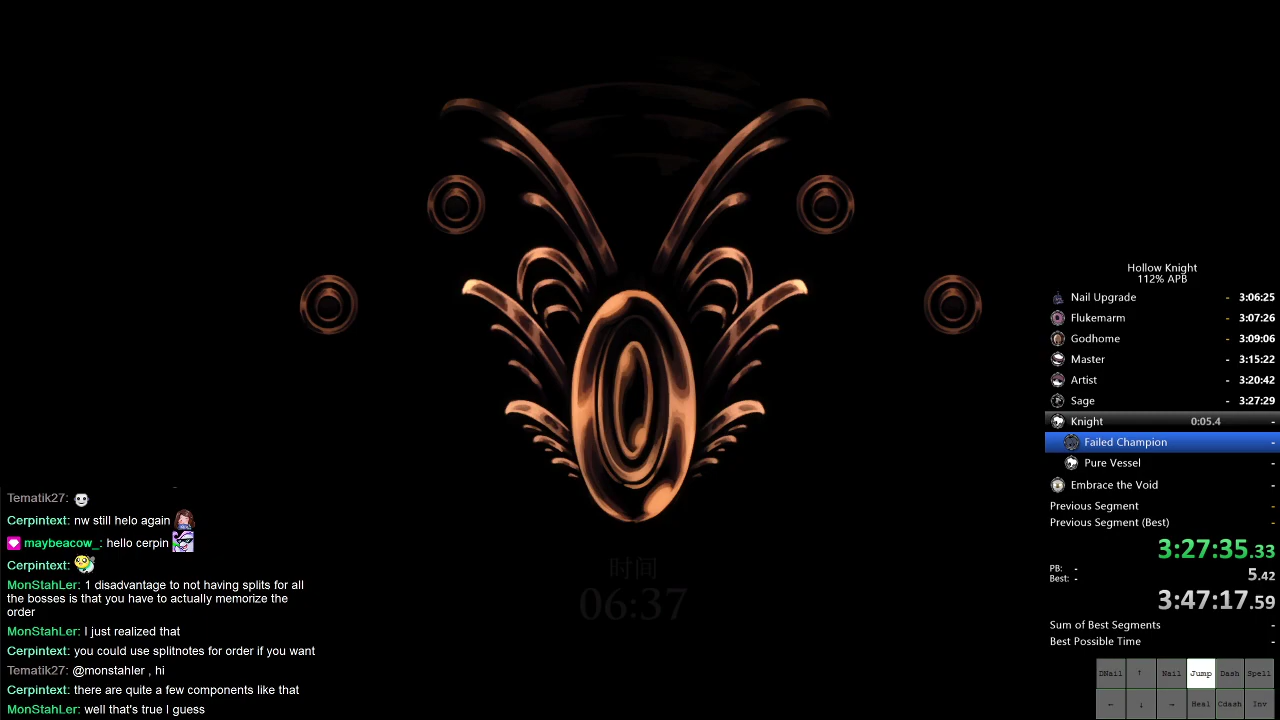 时间
06:37
Tematik27:
Cerpintext: nw still helo again
maybeacow_: hello cerpin
Cerpintext:
MonStahLer: 1 disadvantage to not having splits for all
the bosses is that you have to actually memorize the
order
MonStahLer: I just realized that
Cerpintext: you could use splitnotes for order if you want
Tematik27: @monstahler , hi
Cerpintext: there are quite a few components like that
MonStahLer: well that's true I guess
Hollow Knight
112% APB
Nail Upgrade - 3:06:25
Flukemarm - 3:07:26
Godhome - 3:09:06
Master - 3:15:22
Artist - 3:20:42
Sage - 3:27:29
Knight 0:05.4 -
Failed Champion -
Pure Vessel -
Embrace the Void -
Previous Segment -
Previous Segment (Best) -
3:27:35.33
PB: - 5.42
Best: -
3:47:17.59
Sum of Best Segments -
Best Possible Time -
DNail ↑ Nail Jump Dash Spell
← ↓ → Heal Cdash Inv